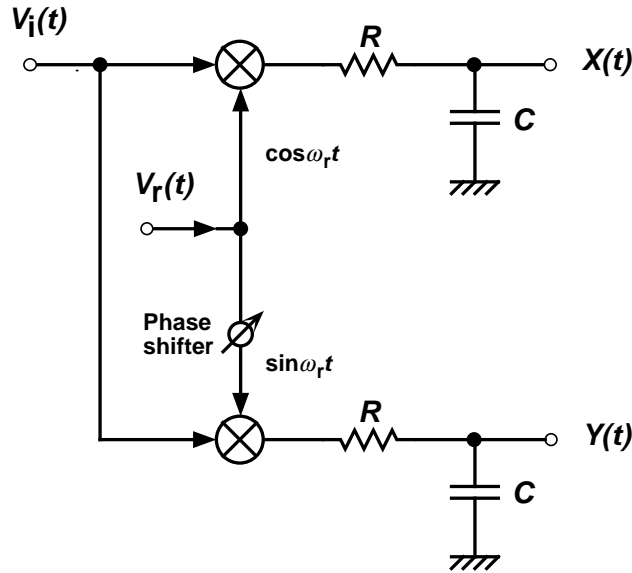 Vi(t)
R
X(t)
C
cosωrt
Vr(t)
Phase
shifter
sinωrt
R
Y(t)
C